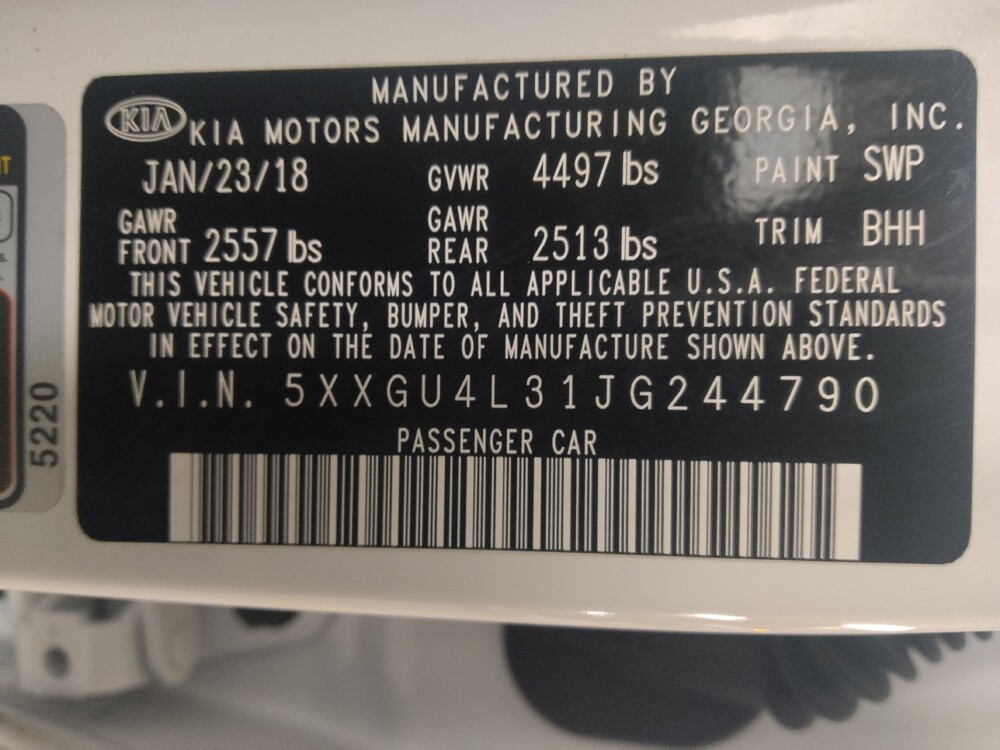 MANUFACTURED BY
KIA KIA MOTORS MANUFACTURING GEORGIA, INC.
JAN/23/18 GVWR 4497 lbs PAINT SWP
GAWR FRONT 2557 lbs GAWR REAR 2513 lbs TRIM BHH
THIS VEHICLE CONFORMS TO ALL APPLICABLE U.S.A. FEDERAL
MOTOR VEHICLE SAFETY, BUMPER, AND THEFT PREVENTION STANDARDS
IN EFFECT ON THE DATE OF MANUFACTURE SHOWN ABOVE.
V.I.N. 5XXGU4L31JG244790
PASSENGER CAR
5220